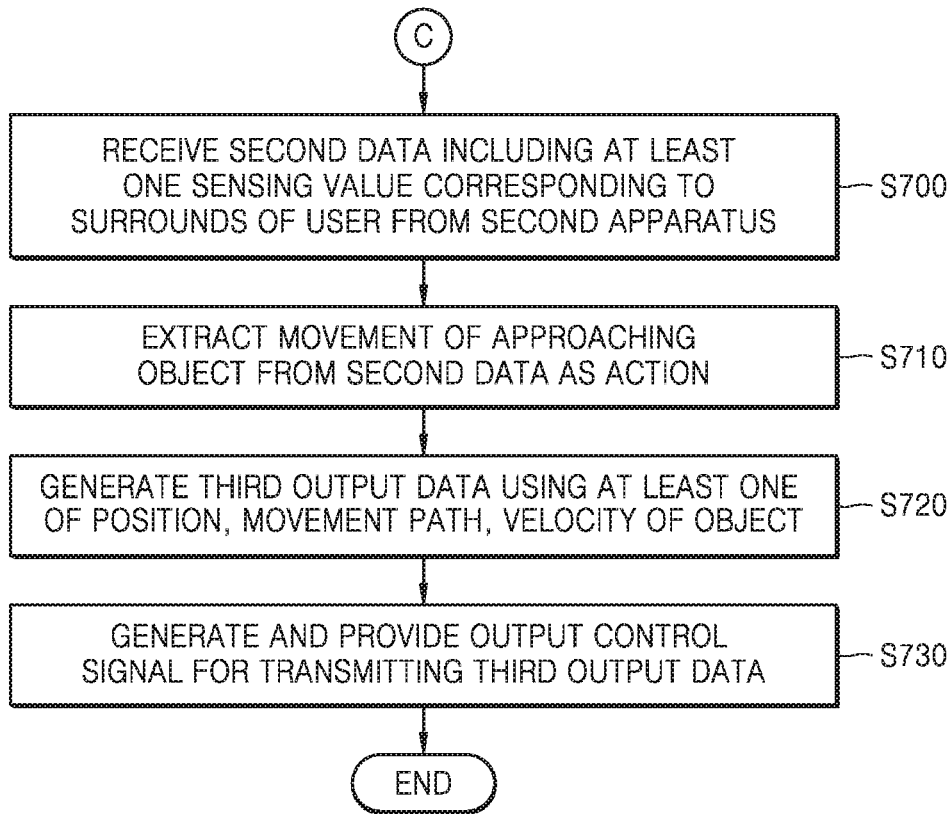 C
RECEIVE SECOND DATA INCLUDING AT LEAST
ONE SENSING VALUE CORRESPONDING TO
SURROUNDS OF USER FROM SECOND APPARATUS
S700
EXTRACT MOVEMENT OF APPROACHING
OBJECT FROM SECOND DATA AS ACTION
S710
GENERATE THIRD OUTPUT DATA USING AT LEAST ONE
OF POSITION, MOVEMENT PATH, VELOCITY OF OBJECT
S720
GENERATE AND PROVIDE OUTPUT CONTROL
SIGNAL FOR TRANSMITTING THIRD OUTPUT DATA
S730
END